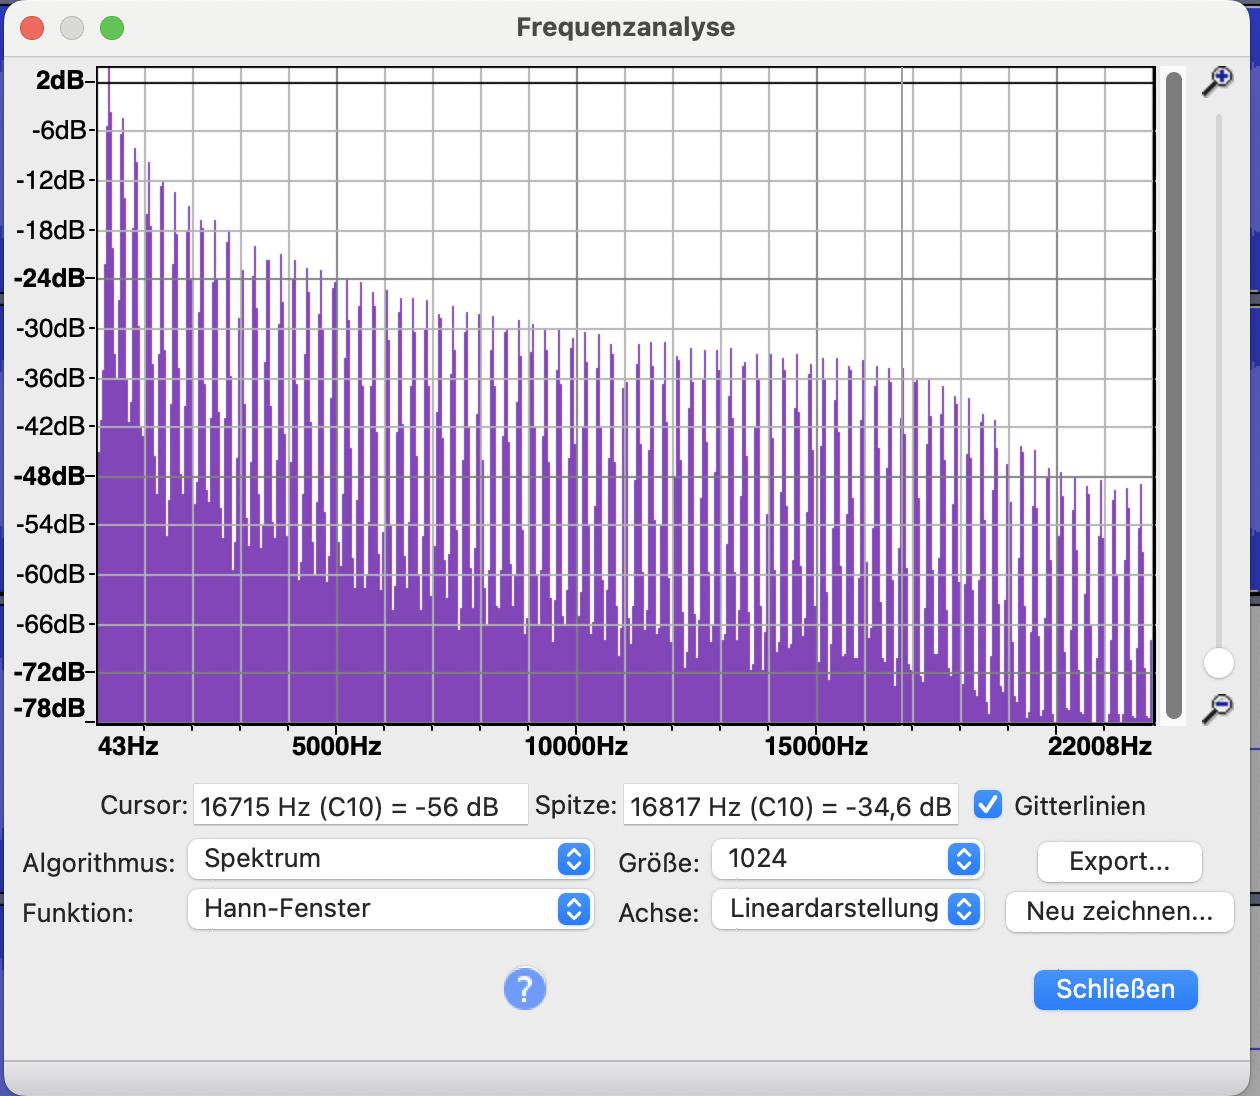 Frequenzanalyse
2dB
-6dB
-12dB
-18dB
-24dB
-30dB
-36dB
-42dB
-48dB
-54dB
-60dB
-66dB
-72dB
-78dB
43Hz 5000Hz 10000Hz 15000Hz 22008Hz
Cursor: 16715 Hz (C10) = -56 dB Spitze: 16817 Hz (C10) = -34,6 dB Gitterlinien
Algorithmus: Spektrum Größe: 1024 Export...
Funktion: Hann-Fenster Achse: Lineardarstellung Neu zeichnen...
? Schließen